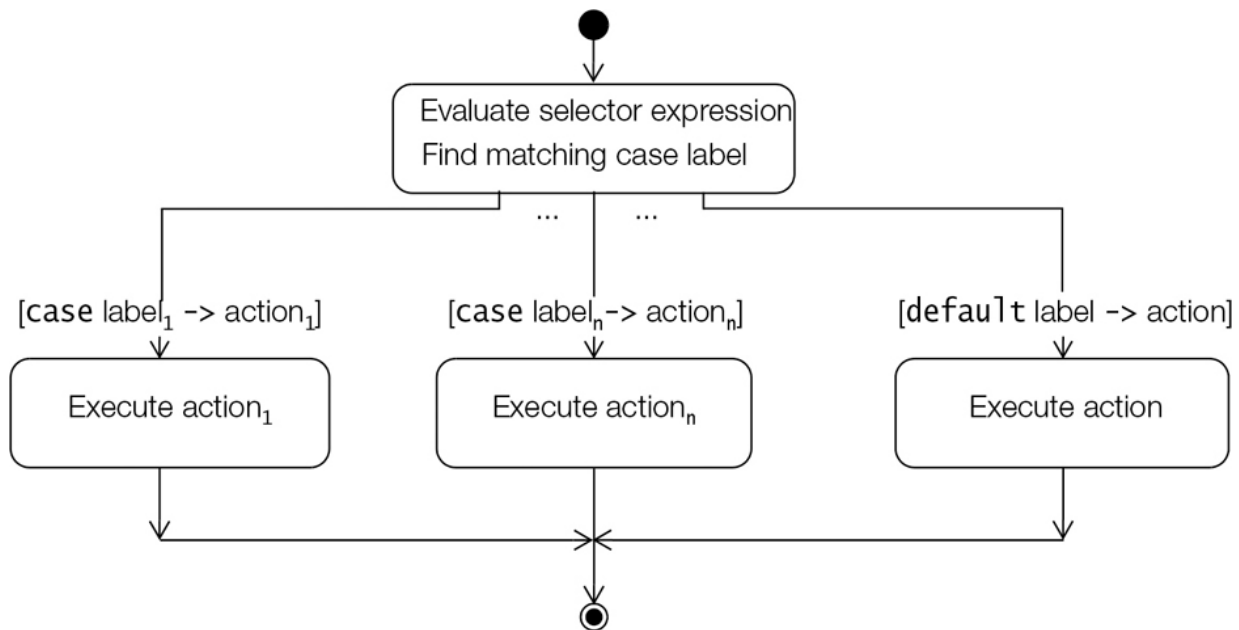 Evaluate selector expression
Find matching case label
... ...
[case label₁ -> action₁]
[case labelₙ-> actionₙ]
[default label -> action]
Execute action₁
Execute actionₙ
Execute action